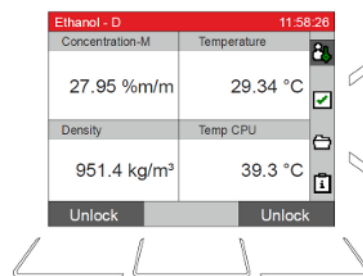 Ethanol - D 11:58:26
Concentration-M Temperature
27.95 %m/m 29.34 °C
Density Temp CPU
951.4 kg/m³ 39.3 °C
Unlock Unlock